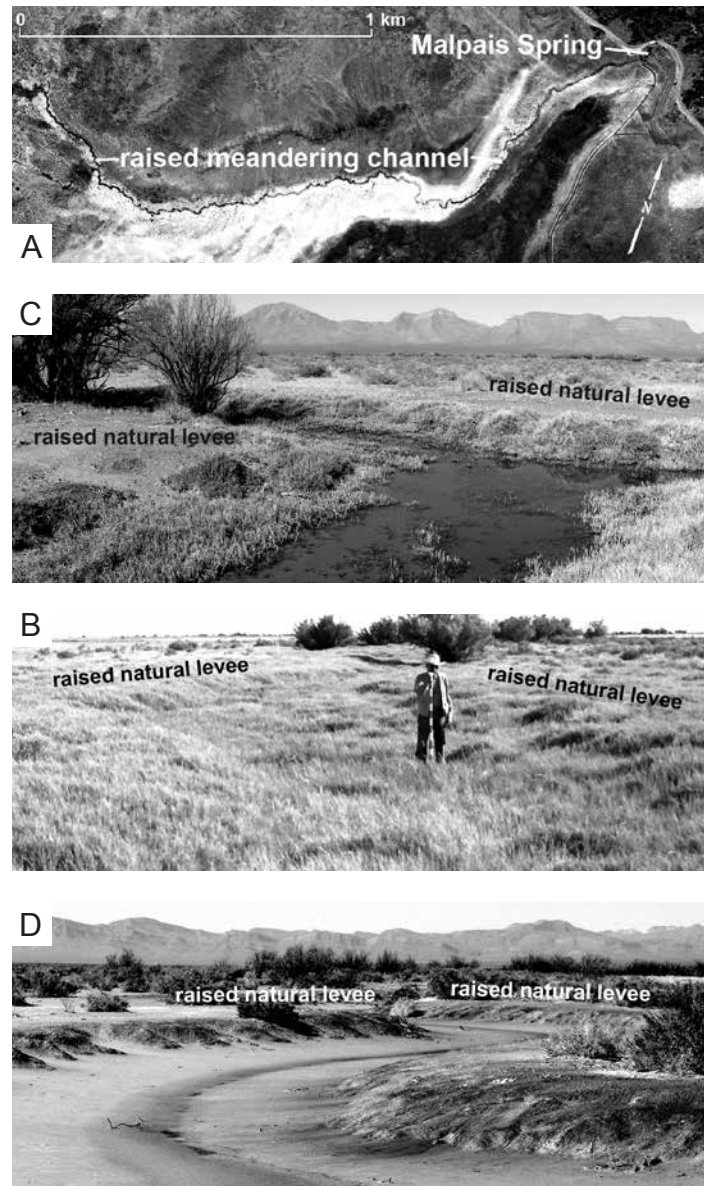 0 1 km
Malpais Spring
raised meandering channel
N
A
C
raised natural levee
raised natural levee
B
raised natural levee
raised natural levee
D
raised natural levee
raised natural levee